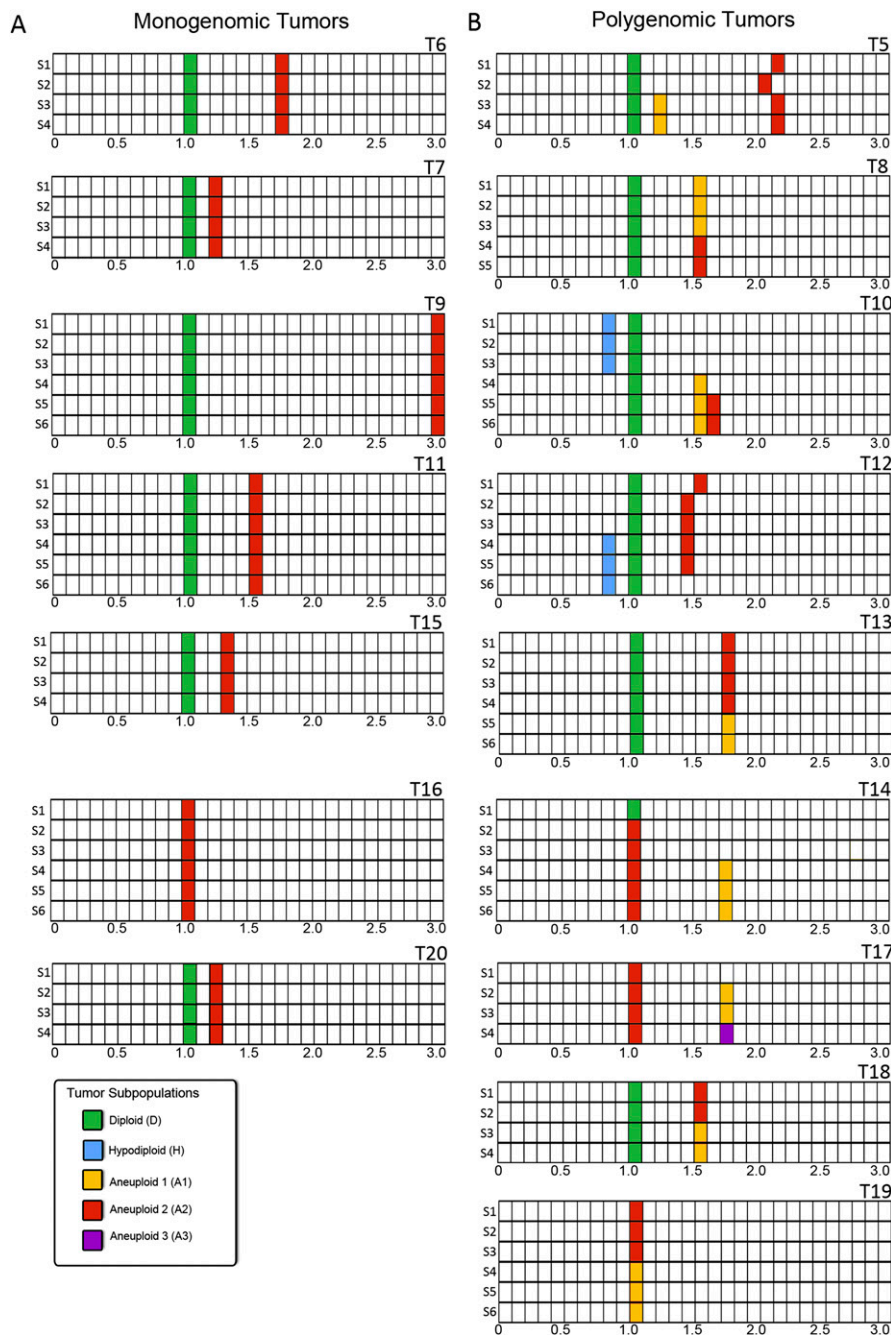 A Monogenomic Tumors
T6
S1
S2
S3
S4
0 0.5 1.0 1.5 2.0 2.5 3.0
T7
S1
S2
S3
S4
0 0.5 1.0 1.5 2.0 2.5 3.0
T9
S1
S2
S3
S4
S5
S6
0 0.5 1.0 1.5 2.0 2.5 3.0
T11
S1
S2
S3
S4
S5
S6
0 0.5 1.0 1.5 2.0 2.5 3.0
T15
S1
S2
S3
S4
0 0.5 1.0 1.5 2.0 2.5 3.0
T16
S1
S2
S3
S4
S5
S6
0 0.5 1.0 1.5 2.0 2.5 3.0
T20
S1
S2
S3
S4
0 0.5 1.0 1.5 2.0 2.5 3.0
Tumor Subpopulations
Diploid (D)
Hypodiploid (H)
Aneuploid 1 (A1)
Aneuploid 2 (A2)
Aneuploid 3 (A3)
B Polygenomic Tumors
T5
S1
S2
S3
S4
0 0.5 1.0 1.5 2.0 2.5 3.0
T8
S1
S2
S3
S4
S5
0 0.5 1.0 1.5 2.0 2.5 3.0
T10
S1
S2
S3
S4
S5
S6
0 0.5 1.0 1.5 2.0 2.5 3.0
T12
S1
S2
S3
S4
S5
S6
0 0.5 1.0 1.5 2.0 2.5 3.0
T13
S1
S2
S3
S4
S5
S6
0 0.5 1.0 1.5 2.0 2.5 3.0
T14
S1
S2
S3
S4
S5
S6
0 0.5 1.0 1.5 2.0 2.5 3.0
T17
S1
S2
S3
S4
0 0.5 1.0 1.5 2.0 2.5 3.0
T18
S1
S2
S3
S4
0 0.5 1.0 1.5 2.0 2.5 3.0
T19
S1
S2
S3
S4
S5
S6
0 0.5 1.0 1.5 2.0 2.5 3.0